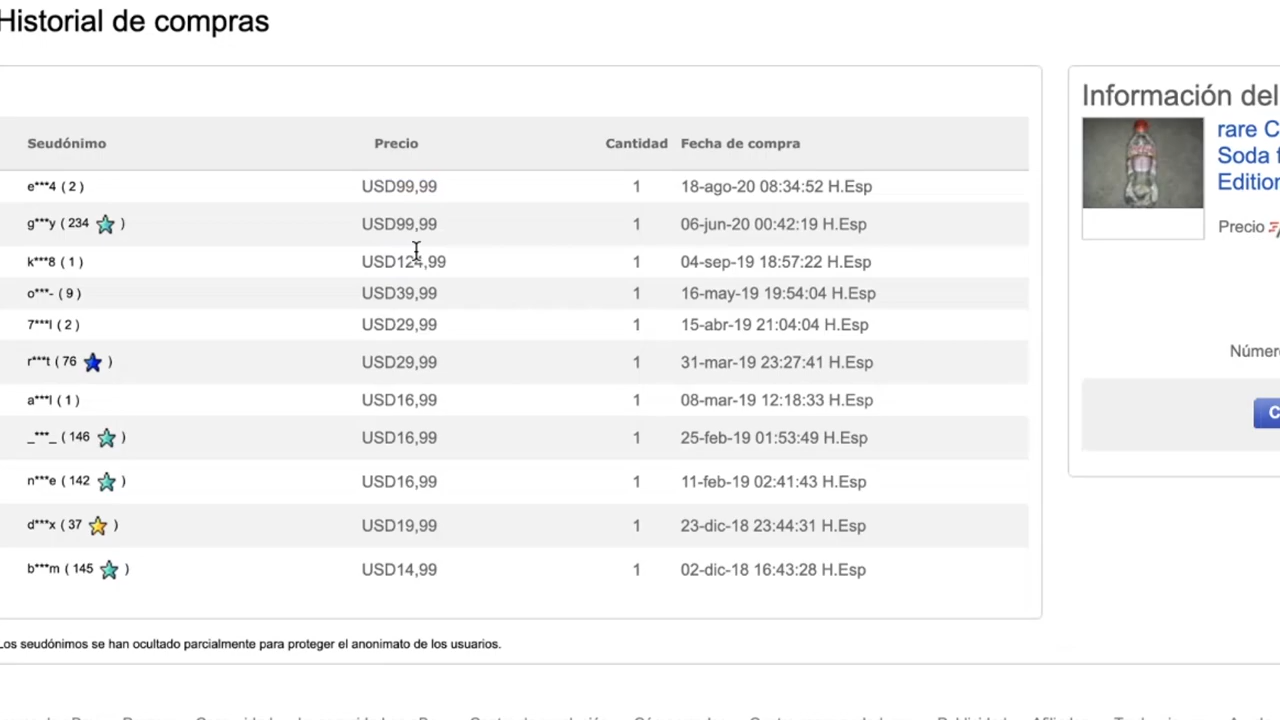 Historial de compras
Información del
rare C
Soda f
Edition
Precio
Número
Seudónimo Precio Cantidad Fecha de compra
e***4 ( 2 ) USD99,99 1 18-ago-20 08:34:52 H.Esp
g***y ( 234 ) USD99,99 1 06-jun-20 00:42:19 H.Esp
k***8 ( 1 ) USD124,99 1 04-sep-19 18:57:22 H.Esp
o***- ( 9 ) USD39,99 1 16-may-19 19:54:04 H.Esp
7***l ( 2 ) USD29,99 1 15-abr-19 21:04:04 H.Esp
r***t ( 76 ) USD29,99 1 31-mar-19 23:27:41 H.Esp
a***l ( 1 ) USD16,99 1 08-mar-19 12:18:33 H.Esp
_***_ ( 146 ) USD16,99 1 25-feb-19 01:53:49 H.Esp
n***e ( 142 ) USD16,99 1 11-feb-19 02:41:43 H.Esp
d***x ( 37 ) USD19,99 1 23-dic-18 23:44:31 H.Esp
b***m ( 145 ) USD14,99 1 02-dic-18 16:43:28 H.Esp
Los seudónimos se han ocultado parcialmente para proteger el anonimato de los usuarios.